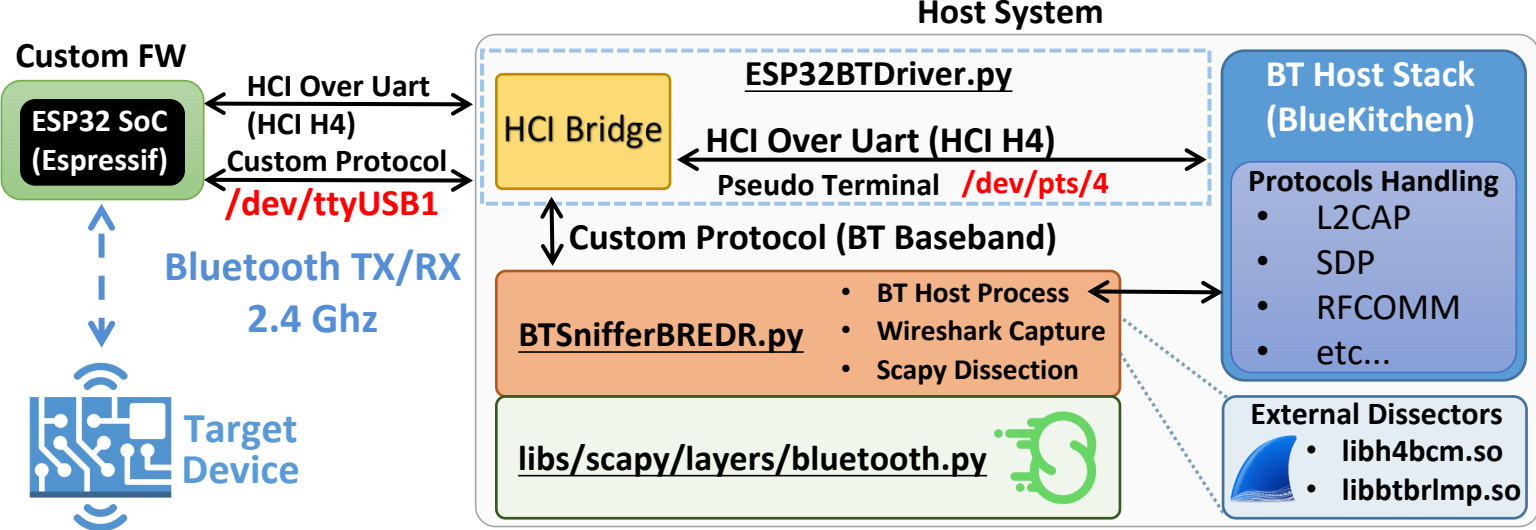 Host System
Custom FW
ESP32 SoC
(Espressif)
HCI Over Uart
(HCI H4)
Custom Protocol
/dev/ttyUSB1
Bluetooth TX/RX
2.4 Ghz
Target
Device
ESP32BTDriver.py
HCI Bridge
HCI Over Uart (HCI H4)
Pseudo Terminal /dev/pts/4
Custom Protocol (BT Baseband)
BTSnifferBREDR.py
• BT Host Process
• Wireshark Capture
• Scapy Dissection
libs/scapy/layers/bluetooth.py
BT Host Stack
(BlueKitchen)
Protocols Handling
• L2CAP
• SDP
• RFCOMM
• etc...
External Dissectors
• libh4bcm.so
• libbtbrlmp.so